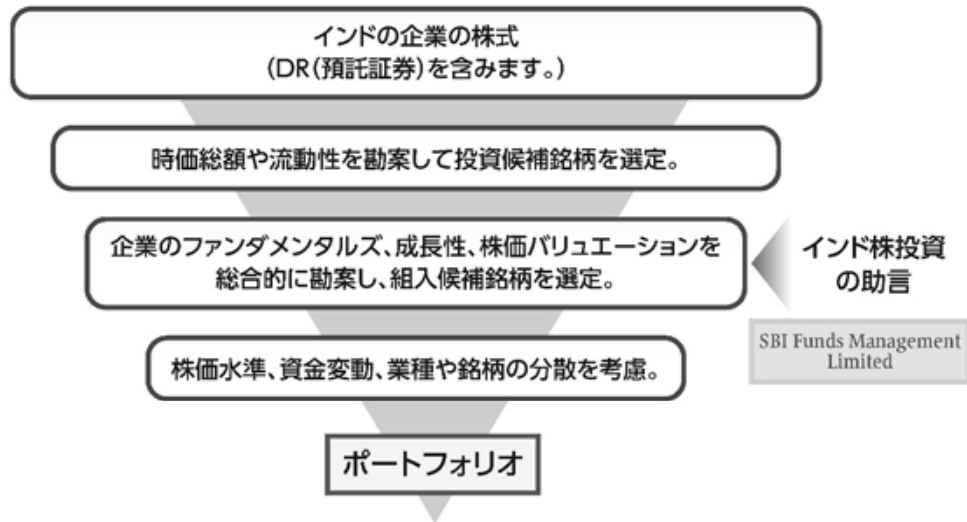 インドの企業の株式
(DR(預託証券)を含みます。)
時価総額や流動性を勘案して投資候補銘柄を選定。
企業のファンダメンタルズ、成長性、株価バリュエーションを
総合的に勘案し、組入候補銘柄を選定。
インド株投資
の助言
SBI Funds Management
Limited
株価水準、資金変動、業種や銘柄の分散を考慮。
ポートフォリオ